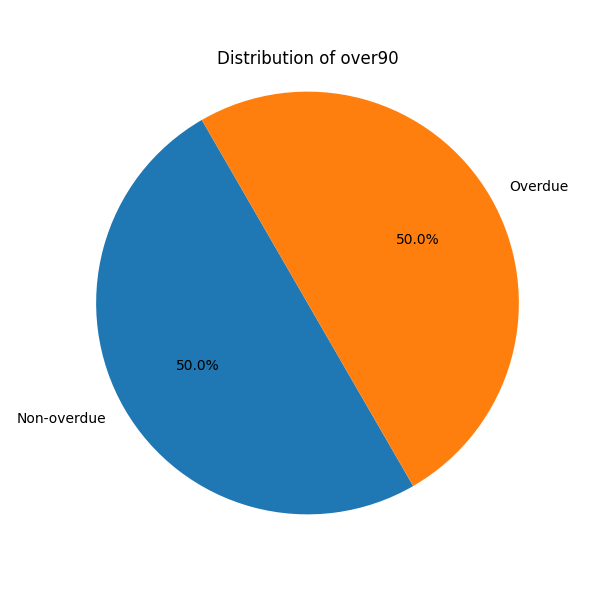 Distribution of over90
Overdue
50.0%
50.0%
Non-overdue